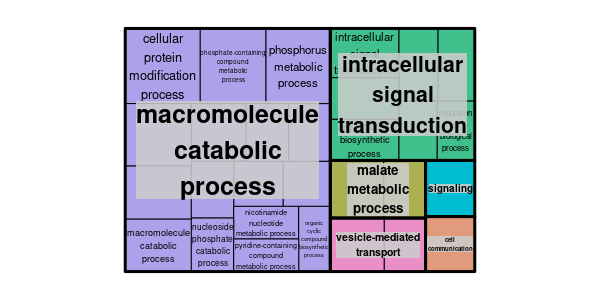 cellular
protein
modification
process
phosphate-containing
compound
metabolic
process
phosphorus
metabolic
process
macromolecule
catabolic
process
macromolecule
catabolic
process
nucleoside
phosphate
catabolic
process
nicotinamide
nucleotide
metabolic process
pyridine-containing
compound
metabolic process
organic
cyclic
compound
biosynthetic
process
intracellular
signal
intracellular
signal
transduction
biosynthetic
process
biological
process
malate
metabolic
process
signaling
vesicle-mediated
transport
cell
communication